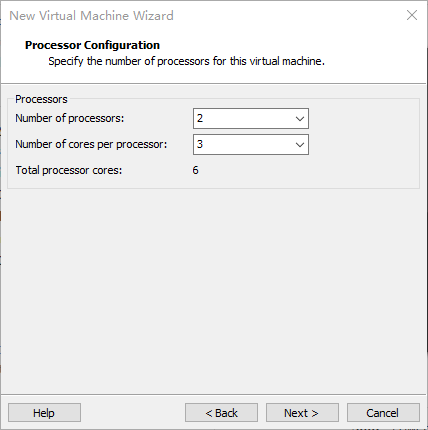 New Virtual Machine Wizard
Processor Configuration
Specify the number of processors for this virtual machine.
Processors
Number of processors: 2
Number of cores per processor: 3
Total processor cores: 6
Help < Back Next > Cancel